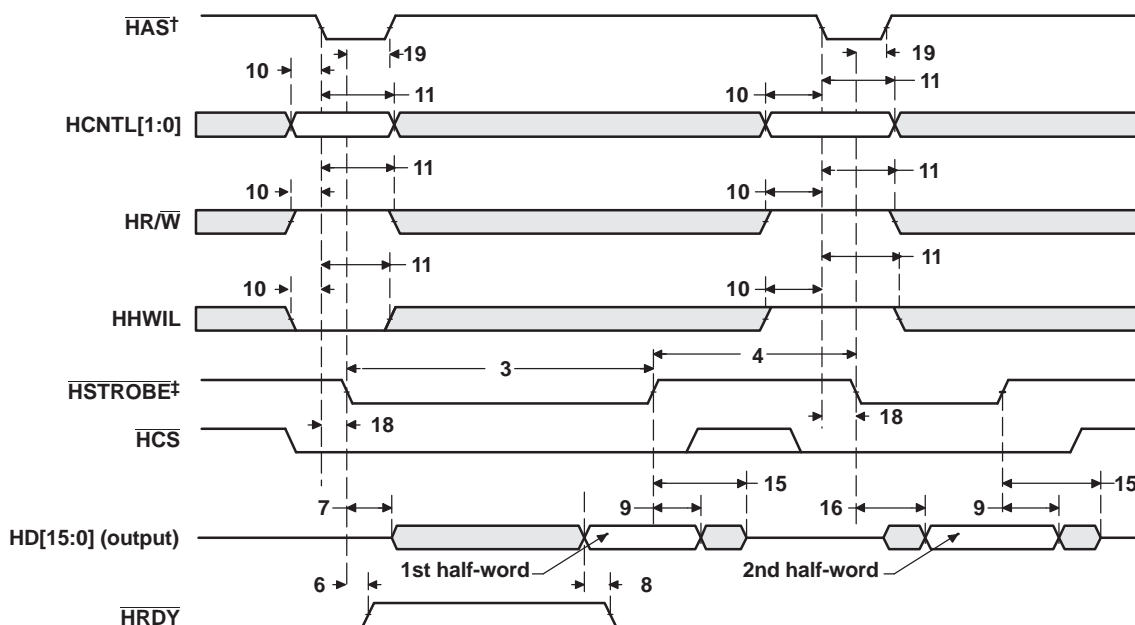 HAS†
19
19
10
11
10
11
HCNTL[1:0]
11
11
10
10
HR/W
11
11
10
10
HHWIL
4
3
HSTROBE‡
18
18
HCS
15
15
7
9
16
9
HD[15:0] (output)
1st half-word
2nd half-word
6
8
HRDY